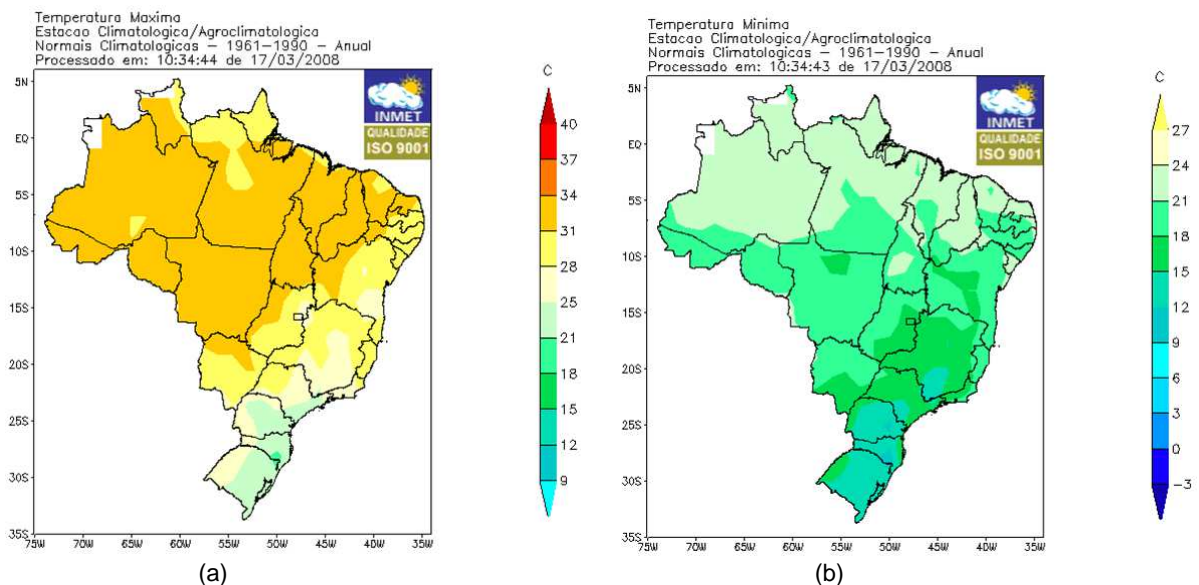 Temperatura Maxima
Estacao Climatologica/Agroclimatologica
Normais Climatologicas – 1961–1990 – Anual
Processado em: 10:34:44 de 17/03/2008
INMET
QUALIDADE
ISO 9001
5N
EQ
5S
10S
15S
20S
25S
30S
35S
75W
70W
65W
60W
55W
50W
45W
40W
35W
C
40
37
34
31
28
25
21
18
15
12
9
(a)
Temperatura Minima
Estacao Climatologica/Agroclimatologica
Normais Climatologicas – 1961–1990 – Anual
Processado em: 10:34:43 de 17/03/2008
INMET
QUALIDADE
ISO 9001
5N
EQ
5S
10S
15S
20S
25S
30S
35S
75W
70W
65W
60W
55W
50W
45W
40W
35W
C
27
24
21
18
15
12
9
6
3
0
−3
(b)